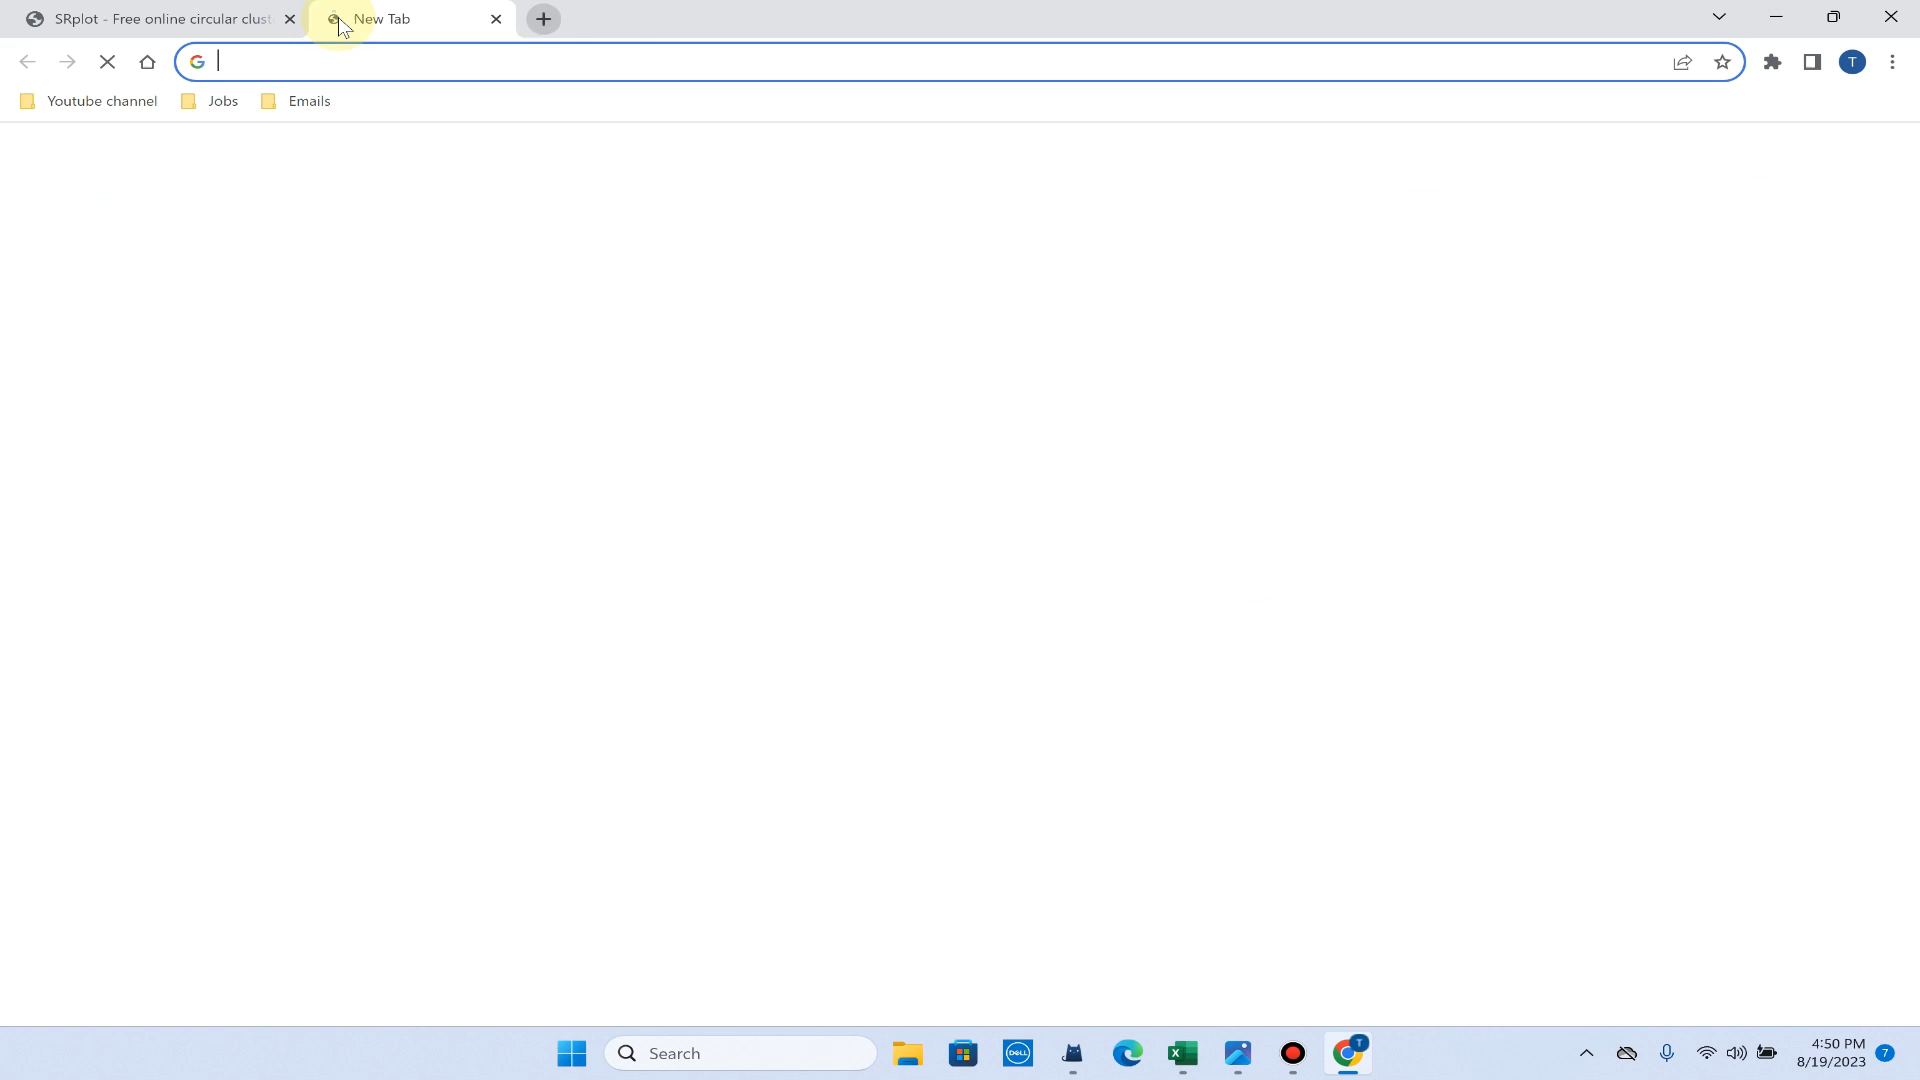 SRplot - Free online circular clust
New Tab
Youtube channel
Jobs
Emails
T
Search
DELL
T
4:50 PM
8/19/2023
7